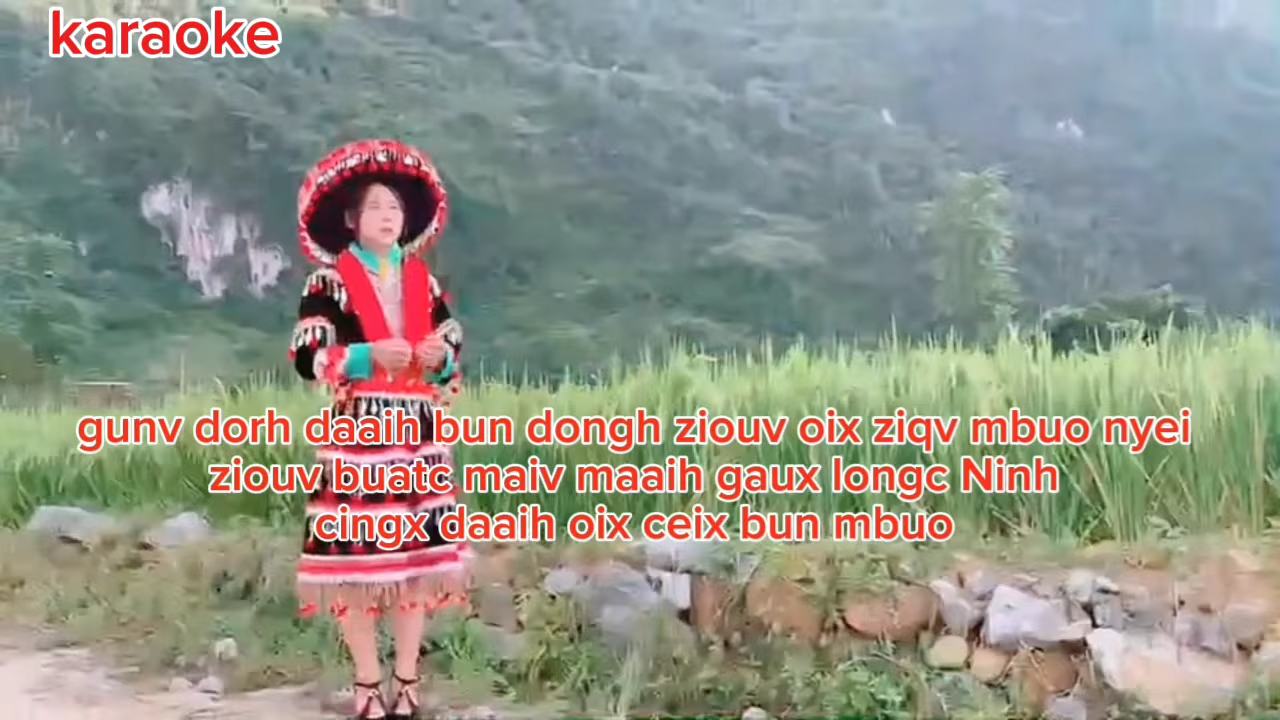 karaoke
gunv dorh daaih bun dongh ziouv oix ziqv mbuo nyei
ziouv buatc maiv maaih gaux longc Ninh
cingx daaih oix ceix bun mbuo